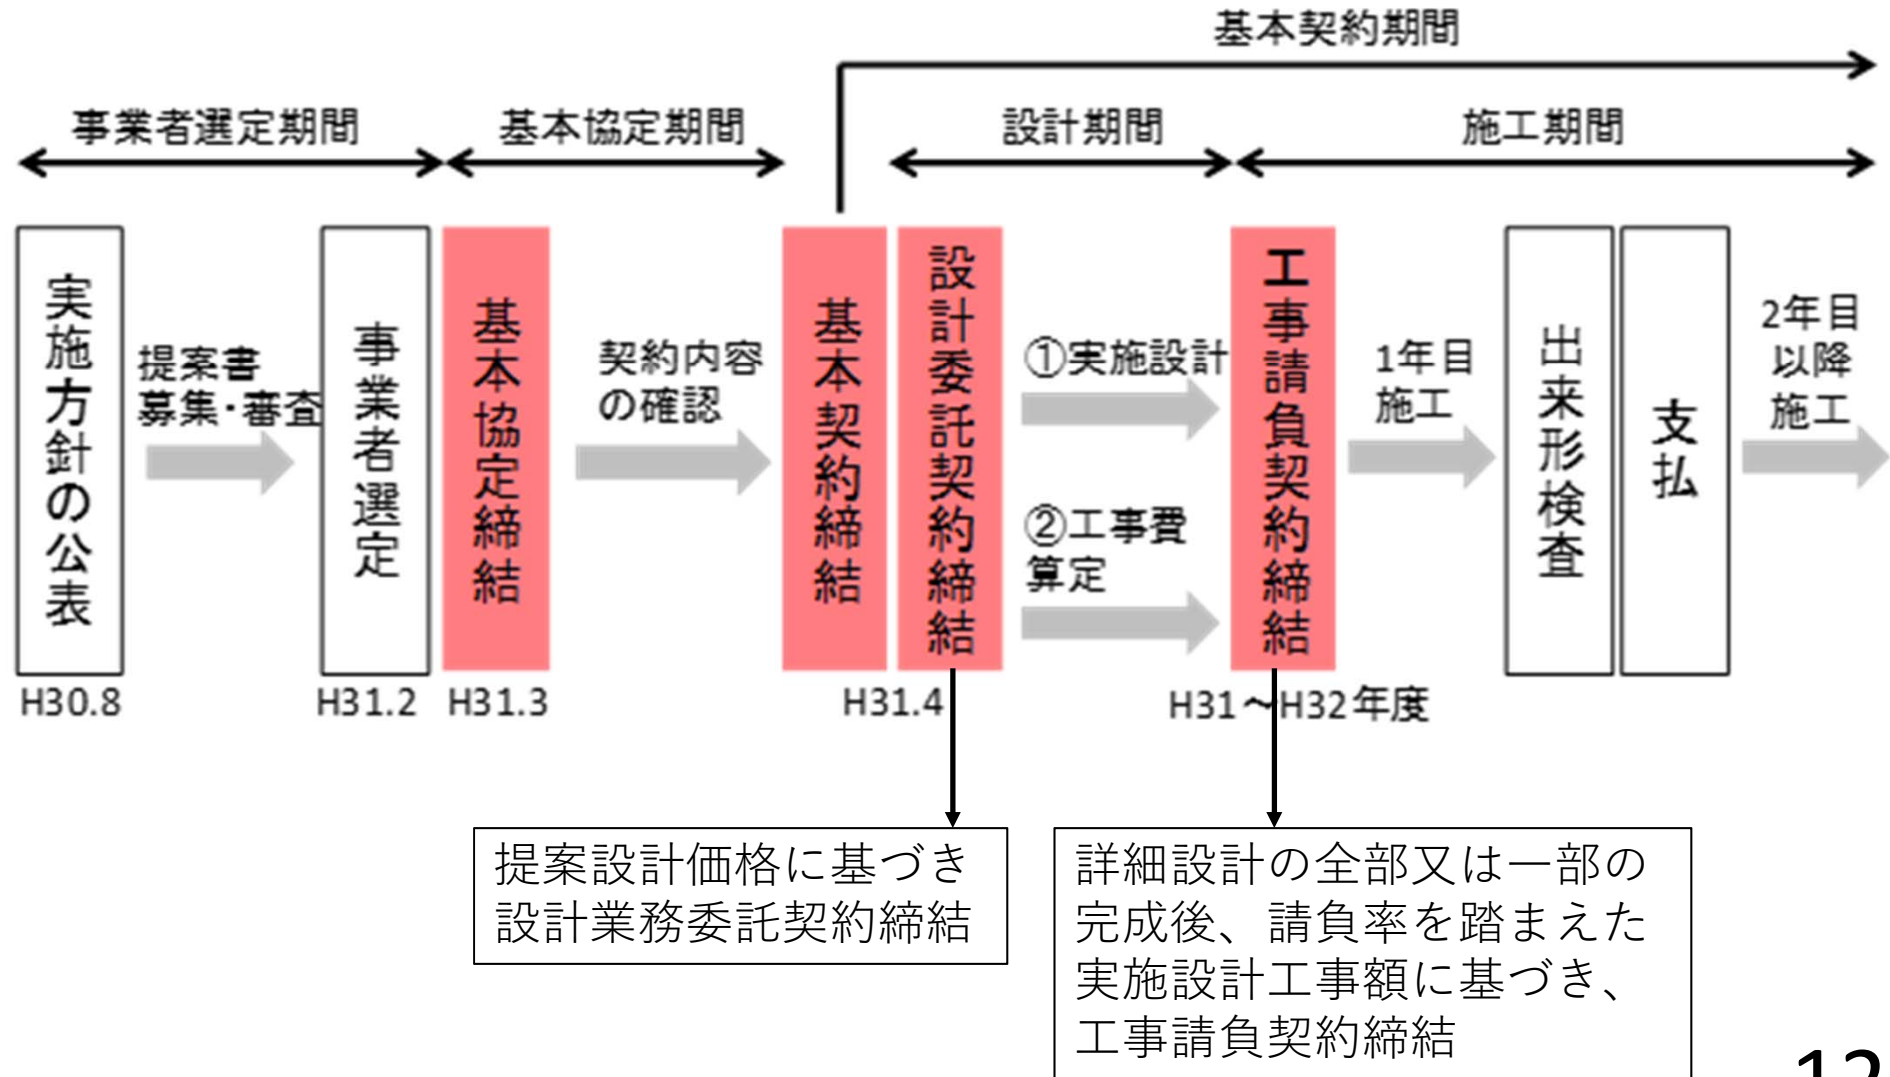 基本契約期間
事業者選定期間
基本協定期間
設計期間
施工期間
実施方針の公表
提案書
募集・審査
事業者選定
基本協定締結
契約内容
の確認
基本契約締結
設計委託契約締結
①実施設計
②工事費
算定
工事請負契約締結
1年目
施工
出来形検査
支払
2年目
以降
施工
H30.8
H31.2
H31.3
H31.4
H31～H32年度
提案設計価格に基づき
設計業務委託契約締結
詳細設計の全部又は一部の
完成後、請負率を踏まえた
実施設計工事額に基づき、
工事請負契約締結
12